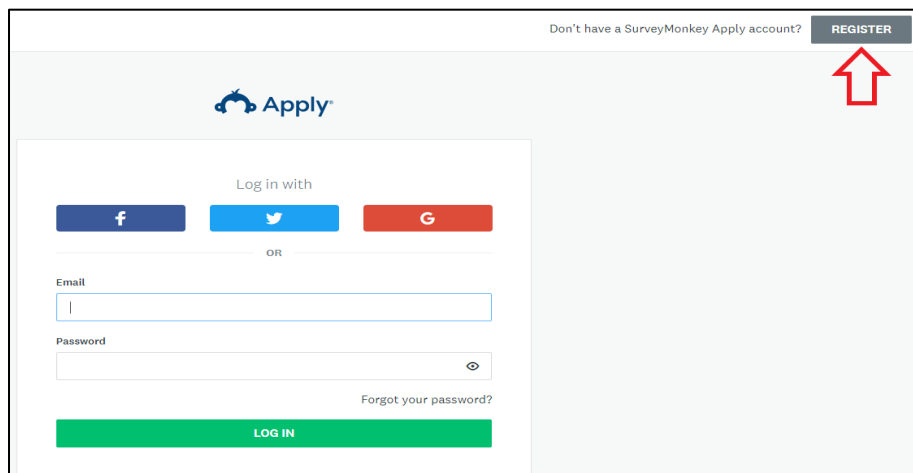 Don't have a SurveyMonkey Apply account? REGISTER
Apply
Log in with
f G
OR
Email
Password
Forgot your password?
LOG IN